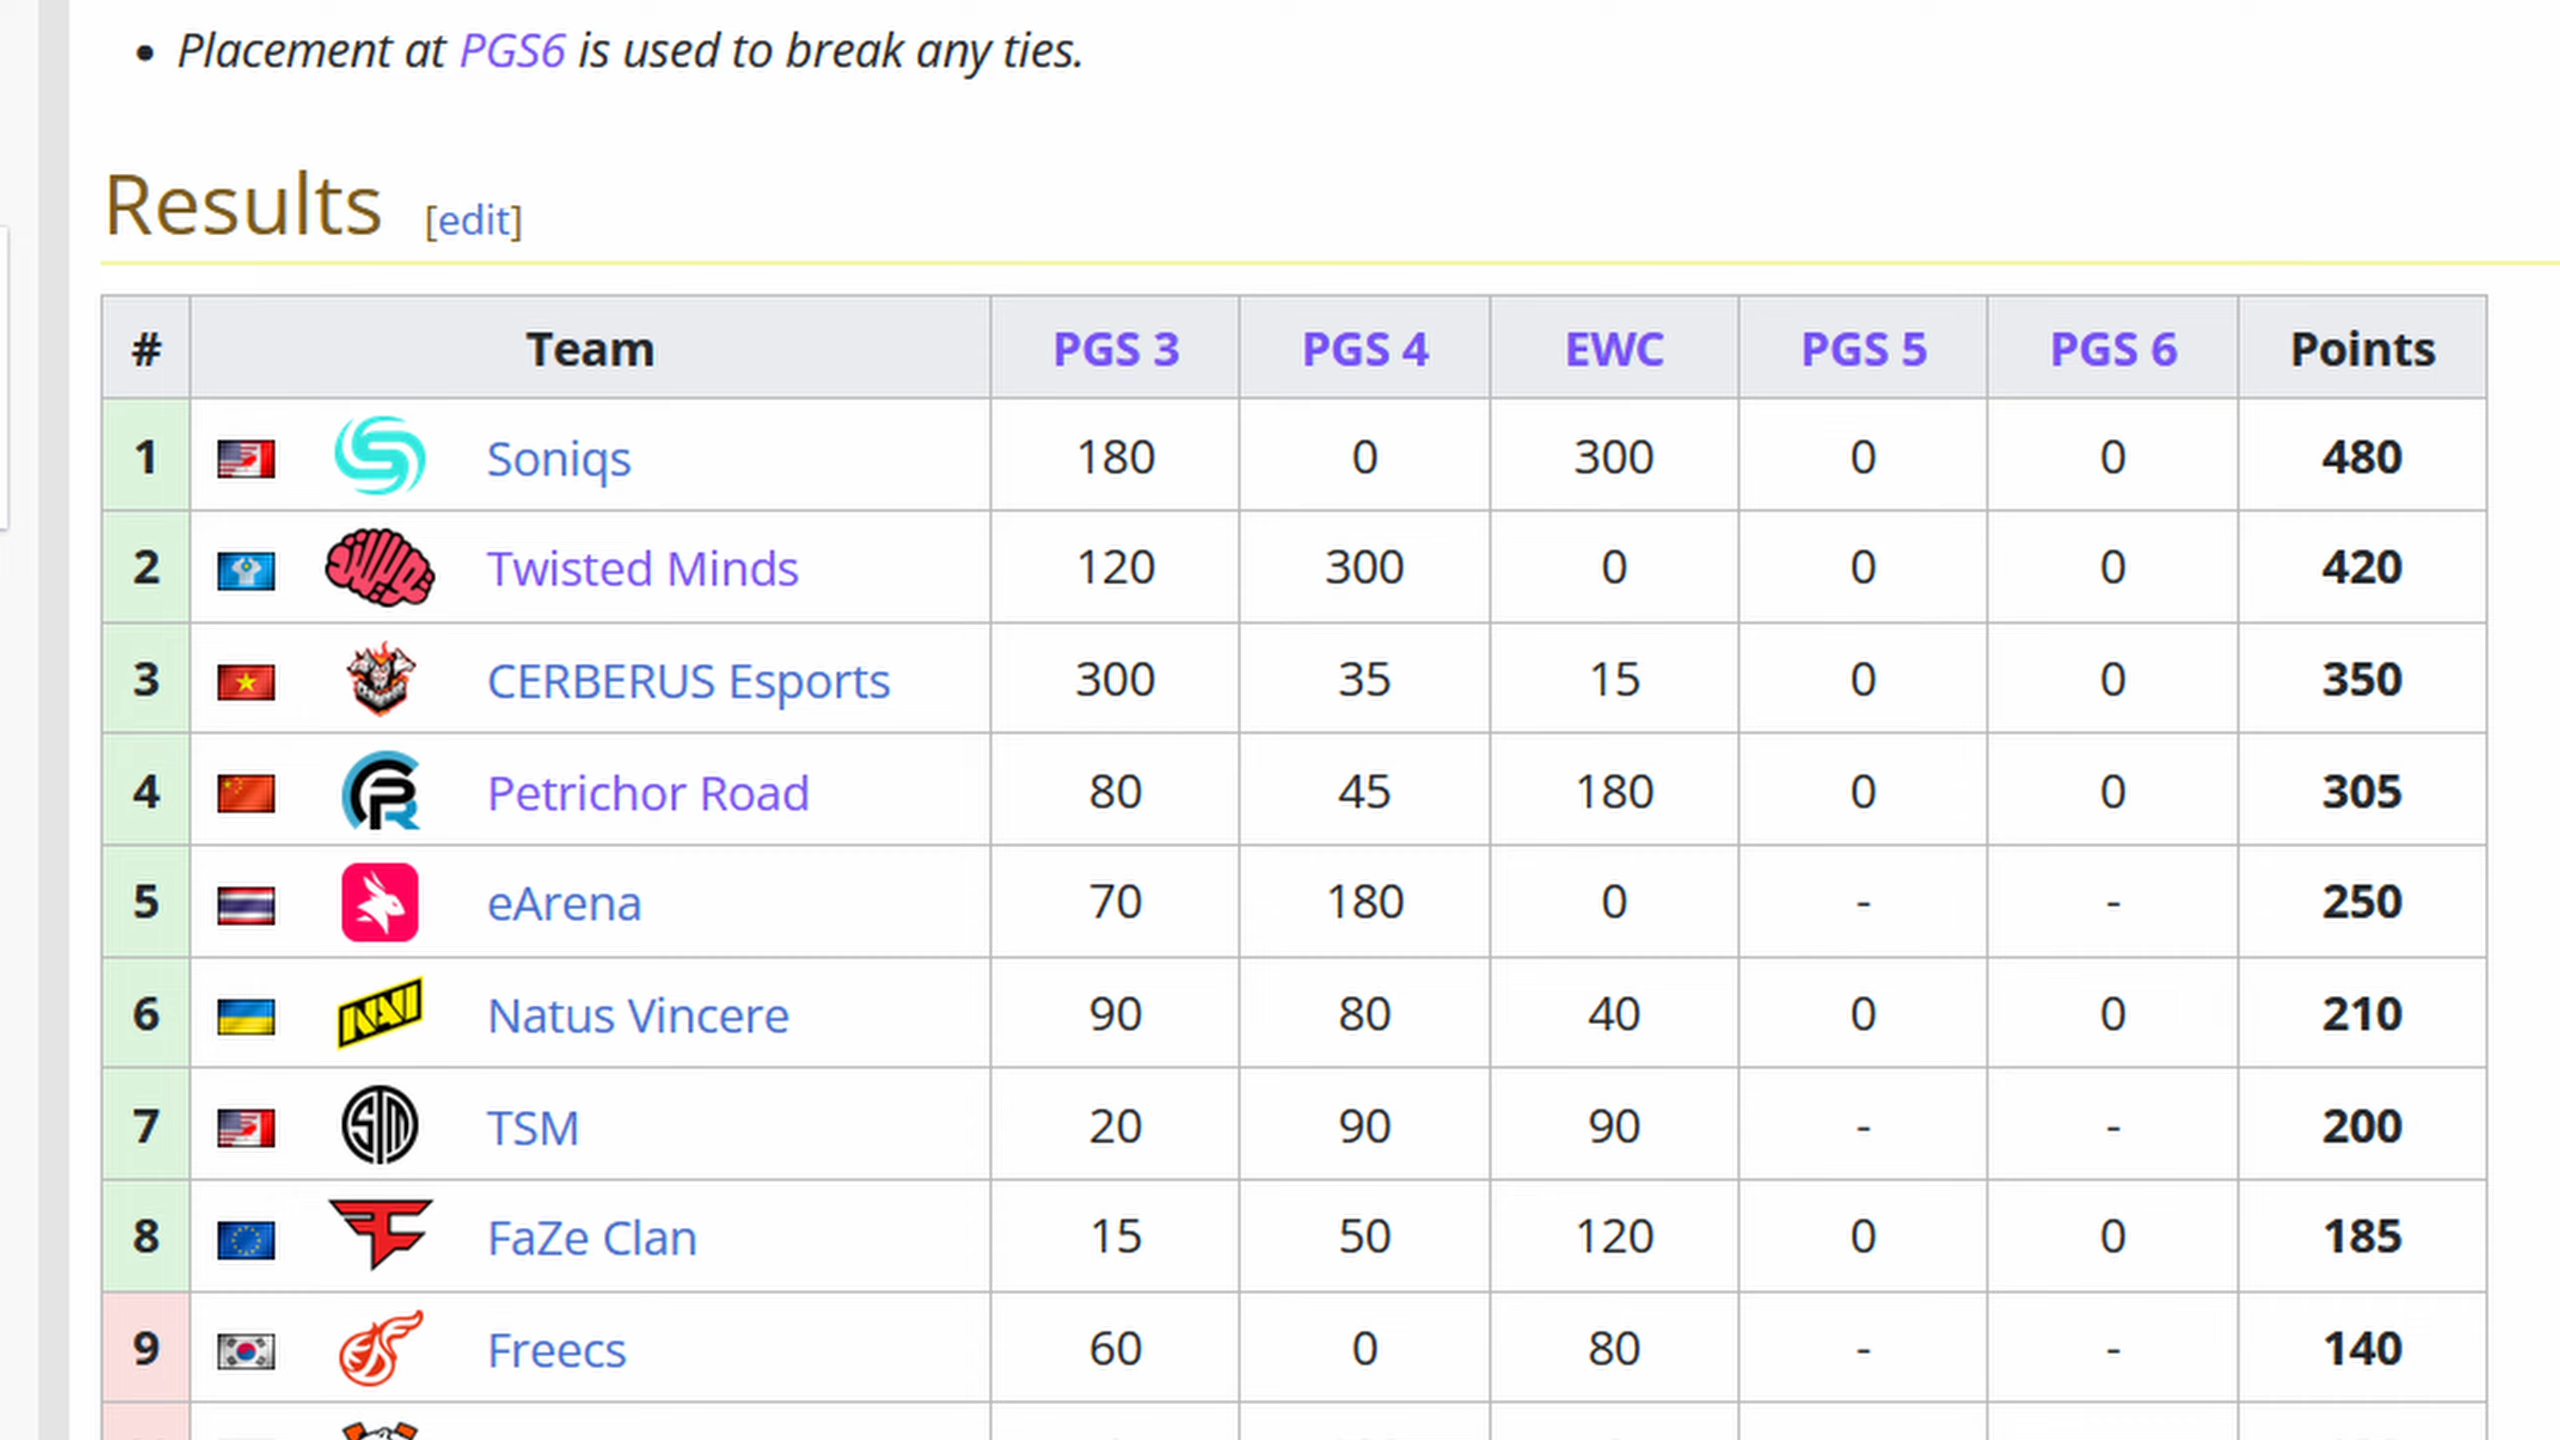 • Placement at PGS6 is used to break any ties.
Results [edit]
# Team PGS 3 PGS 4 EWC PGS 5 PGS 6 Points
1 Soniqs 180 0 300 0 0 480
2 Twisted Minds 120 300 0 0 0 420
3 CERBERUS Esports 300 35 15 0 0 350
4 Petrichor Road 80 45 180 0 0 305
5 eArena 70 180 0 - - 250
6 NAVI Natus Vincere 90 80 40 0 0 210
7 TSM TSM 20 90 90 - - 200
8 FaZe Clan 15 50 120 0 0 185
9 Freecs 60 0 80 - - 140